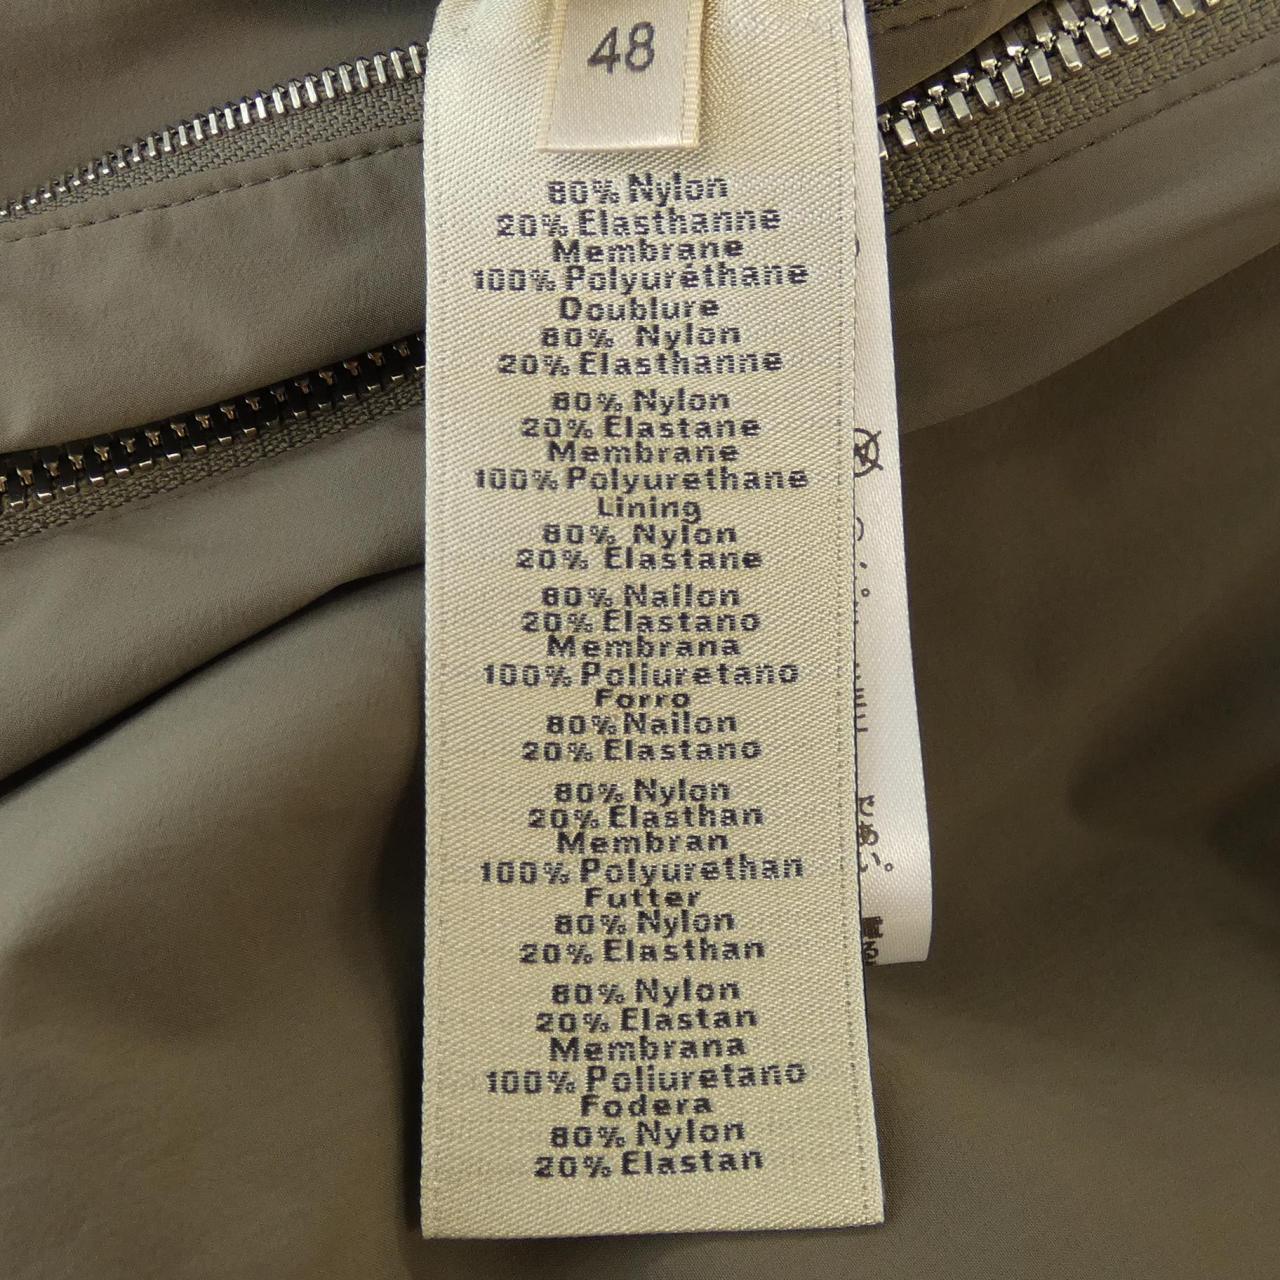 48
80% Nylon
20% Elasthanne
Membrane
100% Polyuréthane
Doublure
80% Nylon
20% Elasthanne
80% Nylon
20% Elastane
Membrane
100% Polyurethane
Lining
80% Nylon
20% Elastane
80% Nailon
20% Elastano
Membrana
100% Poliuretano
Forro
80% Nailon
20% Elastano
80% Nylon
20% Elasthan
Membran
100% Polyurethan
Futter
80% Nylon
20% Elasthan
80% Nylon
20% Elastan
Membrana
100% Poliuretano
Fodera
80% Nylon
20% Elastan